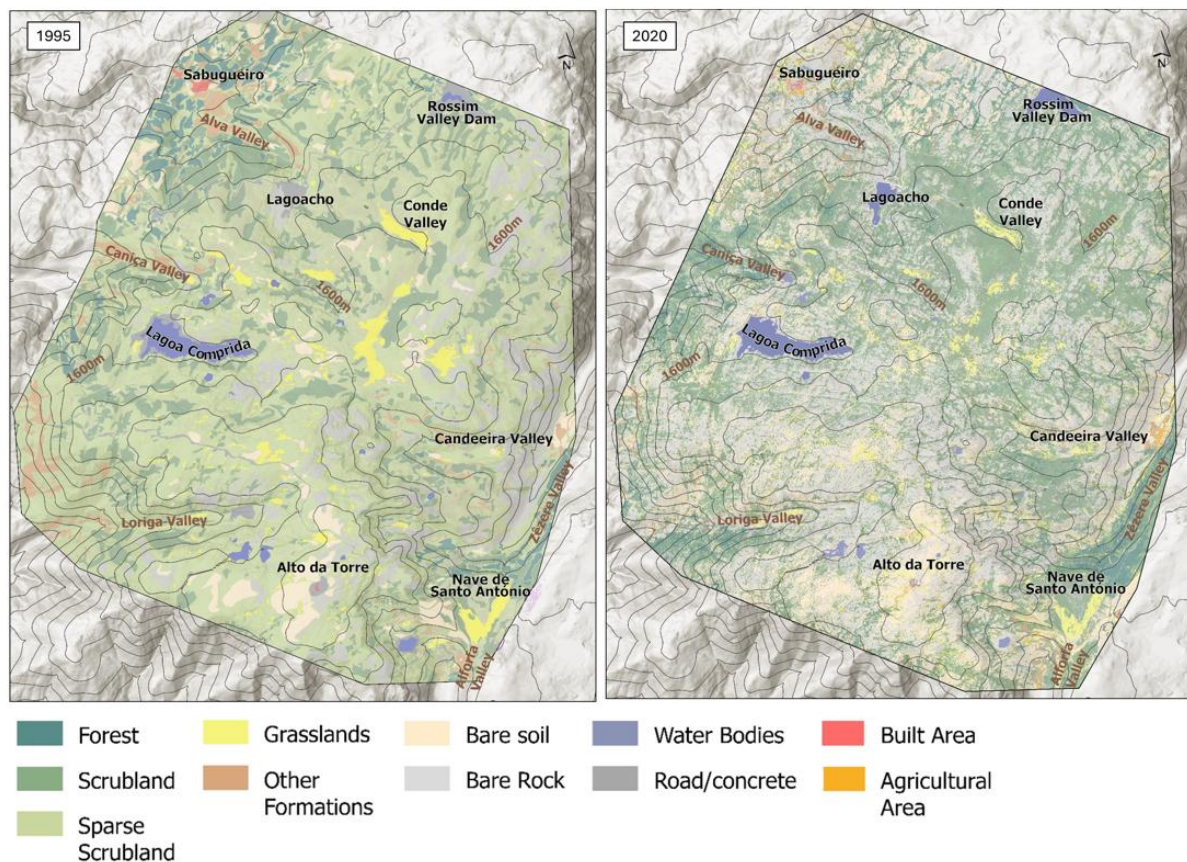 1995
N
Sabugueiro
Rossim
Valley Dam
Alva Valley
Lagoacho
Conde
Valley
1600m
Caniça Valley
1600m
Lagoa Comprida
1600m
Candeeira Valley
Zêzere Valley
Loriga Valley
Alto da Torre
Nave de
Santo António
Alforfa
Valley
2020
N
Sabugueiro
Rossim
Valley Dam
Alva Valley
Lagoacho
Conde
Valley
1600m
Caniça Valley
1600m
Lagoa Comprida
1600m
Candeeira Valley
Zêzere Valley
Loriga Valley
Alto da Torre
Nave de
Santo António
Alforfa
Valley
Forest
Grasslands
Bare soil
Water Bodies
Built Area
Scrubland
Other
Formations
Bare Rock
Road/concrete
Agricultural
Area
Sparse
Scrubland